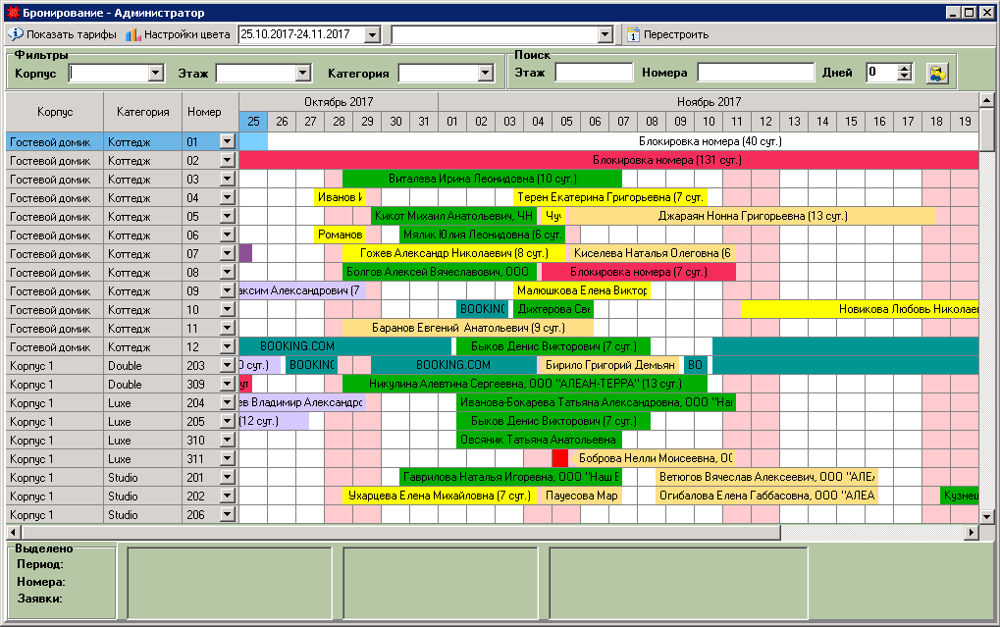 Бронирование - Администратор
Показать тарифы Настройки цвета 25.10.2017-24.11.2017 Перестроить
Фильтры
Корпус Этаж Категория
Поиск
Этаж Номера Дней 0
Корпус Категория Номер
Октябрь 2017 Ноябрь 2017
25 26 27 28 29 30 31 01 02 03 04 05 06 07 08 09 10 11 12 13 14 15 16 17 18 19
Гостевой домик Коттедж 01 Блокировка номера (40 сут.)
Гостевой домик Коттедж 02 Блокировка номера (131 сут.)
Гостевой домик Коттедж 03 Виталева Ирина Леонидовна (10 сут.)
Гостевой домик Коттедж 04 Иванов И Терен Екатерина Григорьевна (7 сут.
Гостевой домик Коттедж 05 Кикот Михаил Анатольевич, ЧН Чу Джараян Нонна Григорьевна (13 сут.)
Гостевой домик Коттедж 06 Романов Мялик Юлия Леонидовна (6 сут.
Гостевой домик Коттедж 07 Гожев Александр Николаевич (8 сут.) Киселева Наталья Олеговна (6
Гостевой домик Коттедж 08 Болгов Алексей Вячеславович, ООО Блокировка номера (7 сут.)
Гостевой домик Коттедж 09 аксим Александрович (7 Малюшкова Елена Виктор
Гостевой домик Коттедж 10 BOOKING Дихтерова Све Новикова Любовь Николаев
Гостевой домик Коттедж 11 Баранов Евгений Анатольевич (9 сут.)
Гостевой домик Коттедж 12 BOOKING.COM Быков Денис Викторович (7 сут.)
Корпус 1 Double 203 0 сут.) BOOKING BOOKING.COM Бирило Григорий Демьян BO
Корпус 1 Double 309 ут Никулина Алевтина Сергеевна, ООО "АЛЕАН-ТЕРРА" (13 сут.)
Корпус 1 Luxe 204 ев Владимир Александро Иванова-Бокарева Татьяна Александровна, ООО "Наш
Корпус 1 Luxe 205 (12 сут.) Быков Денис Викторович (7 сут.)
Корпус 1 Luxe 310 Овсяник Татьяна Анатольевна
Корпус 1 Luxe 311 Боброва Нелли Моисеевна, ОО
Корпус 1 Studio 201 Гаврилова Наталья Игоревна, ООО "Наш Б Ветюгов Вячеслав Алексеевич, ООО "АЛЕА
Корпус 1 Studio 202 Ухарцева Елена Михайловна (7 сут.) Пауесова Мар Огибалова Елена Габбасовна, ООО "АЛЕА Кузнец
Корпус 1 Studio 206
Выделено
Период:
Номера:
Заявки: